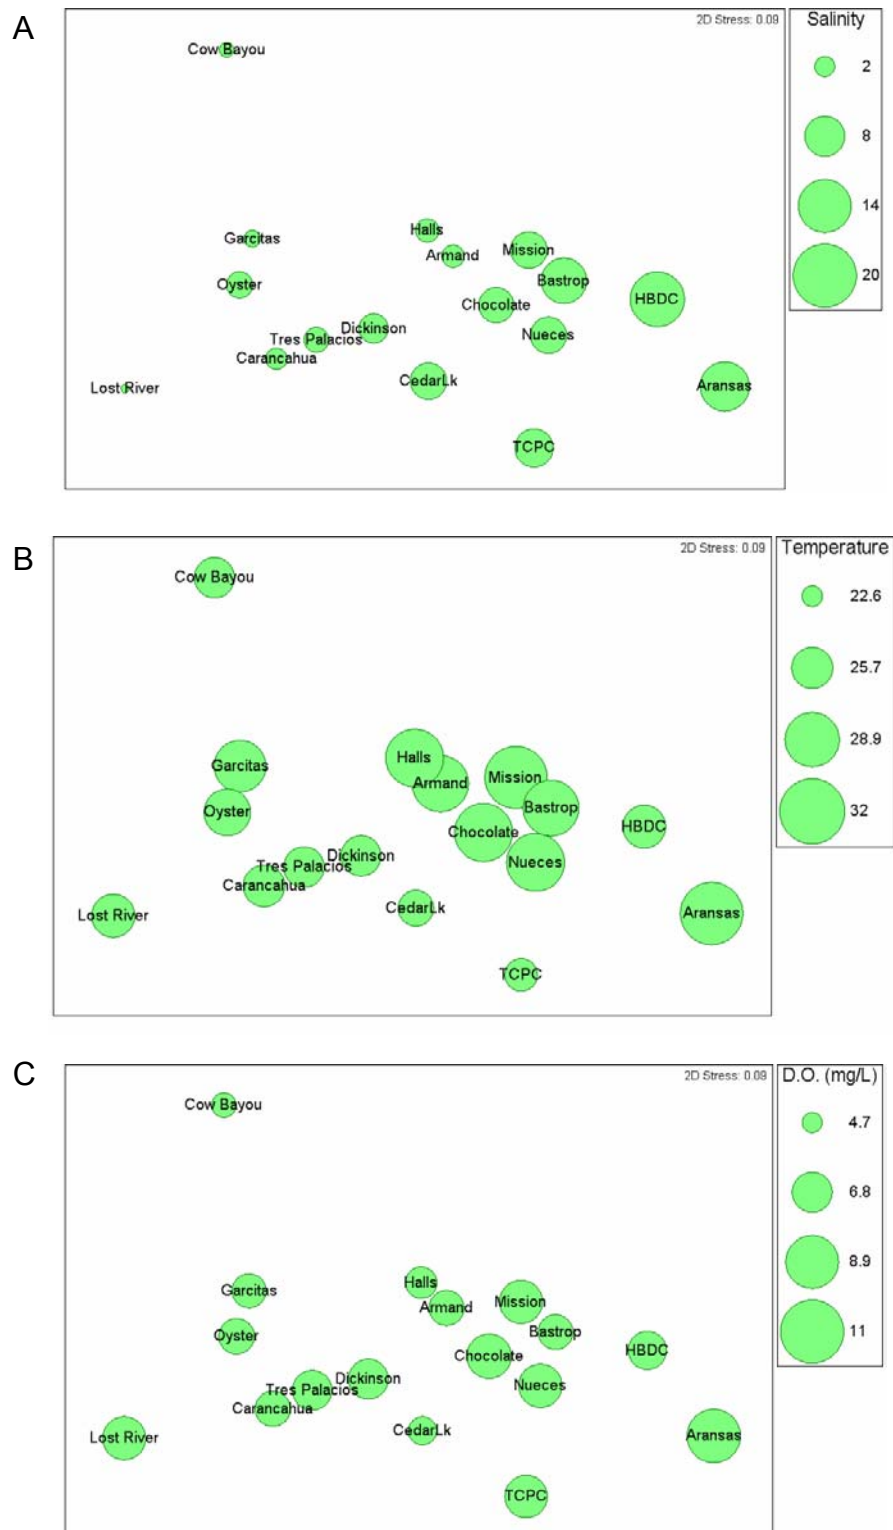 A
2D Stress: 0.09
Salinity
2
8
14
20
Cow Bayou
Garcitas
Halls
Armand
Mission
Oyster
Bastrop
HBDC
Chocolate
Dickinson
Nueces
Tres Palacios
Carancahua
Lost River
CedarLk
Aransas
TCPC
B
2D Stress: 0.09
Temperature
22.6
25.7
28.9
32
Cow Bayou
Garcitas
Halls
Armand
Mission
Oyster
Bastrop
HBDC
Chocolate
Dickinson
Nueces
Tres Palacios
Carancahua
Lost River
CedarLk
Aransas
TCPC
C
2D Stress: 0.09
D.O. (mg/L)
4.7
6.8
8.9
11
Cow Bayou
Garcitas
Halls
Armand
Mission
Oyster
Bastrop
HBDC
Chocolate
Dickinson
Nueces
Tres Palacios
Carancahua
Lost River
CedarLk
Aransas
TCPC